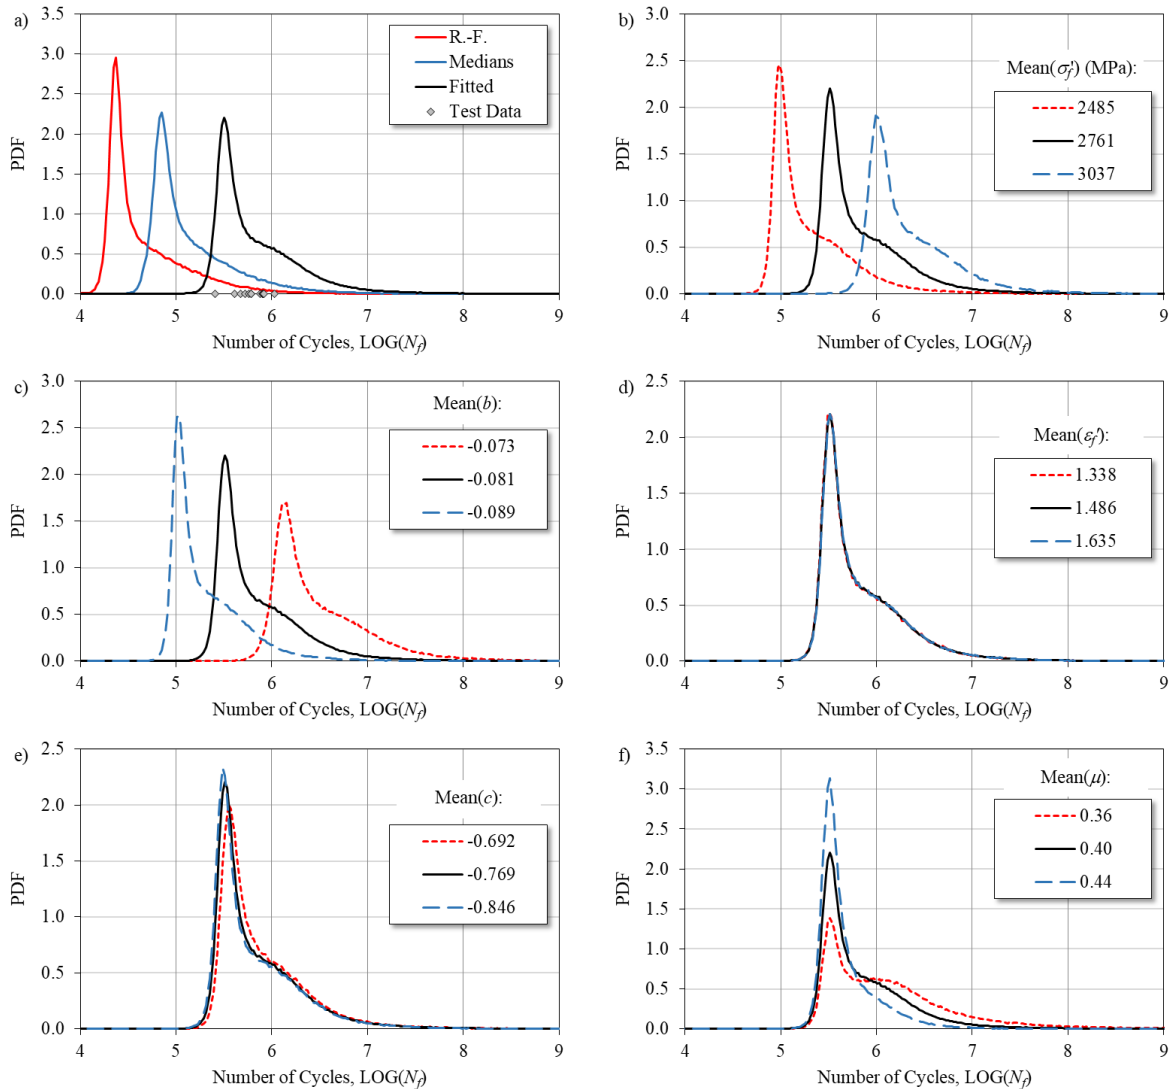 a)
3.5
3.0
2.5
2.0
1.5
1.0
0.5
0.0
PDF
R.-F.
Medians
Fitted
Test Data
4 5 6 7 8 9
Number of Cycles, LOG(Nf)
b)
3.0
2.5
2.0
1.5
1.0
0.5
0.0
PDF
Mean(σf') (MPa):
2485
2761
3037
4 5 6 7 8 9
Number of Cycles, LOG(Nf)
c)
3.0
2.5
2.0
1.5
1.0
0.5
0.0
PDF
Mean(b):
-0.073
-0.081
-0.089
4 5 6 7 8 9
Number of Cycles, LOG(Nf)
d)
2.5
2.0
1.5
1.0
0.5
0.0
PDF
Mean(εf'):
1.338
1.486
1.635
4 5 6 7 8 9
Number of Cycles, LOG(Nf)
e)
2.5
2.0
1.5
1.0
0.5
0.0
PDF
Mean(c):
-0.692
-0.769
-0.846
4 5 6 7 8 9
Number of Cycles, LOG(Nf)
f)
3.5
3.0
2.5
2.0
1.5
1.0
0.5
0.0
PDF
Mean(μ):
0.36
0.40
0.44
4 5 6 7 8 9
Number of Cycles, LOG(Nf)